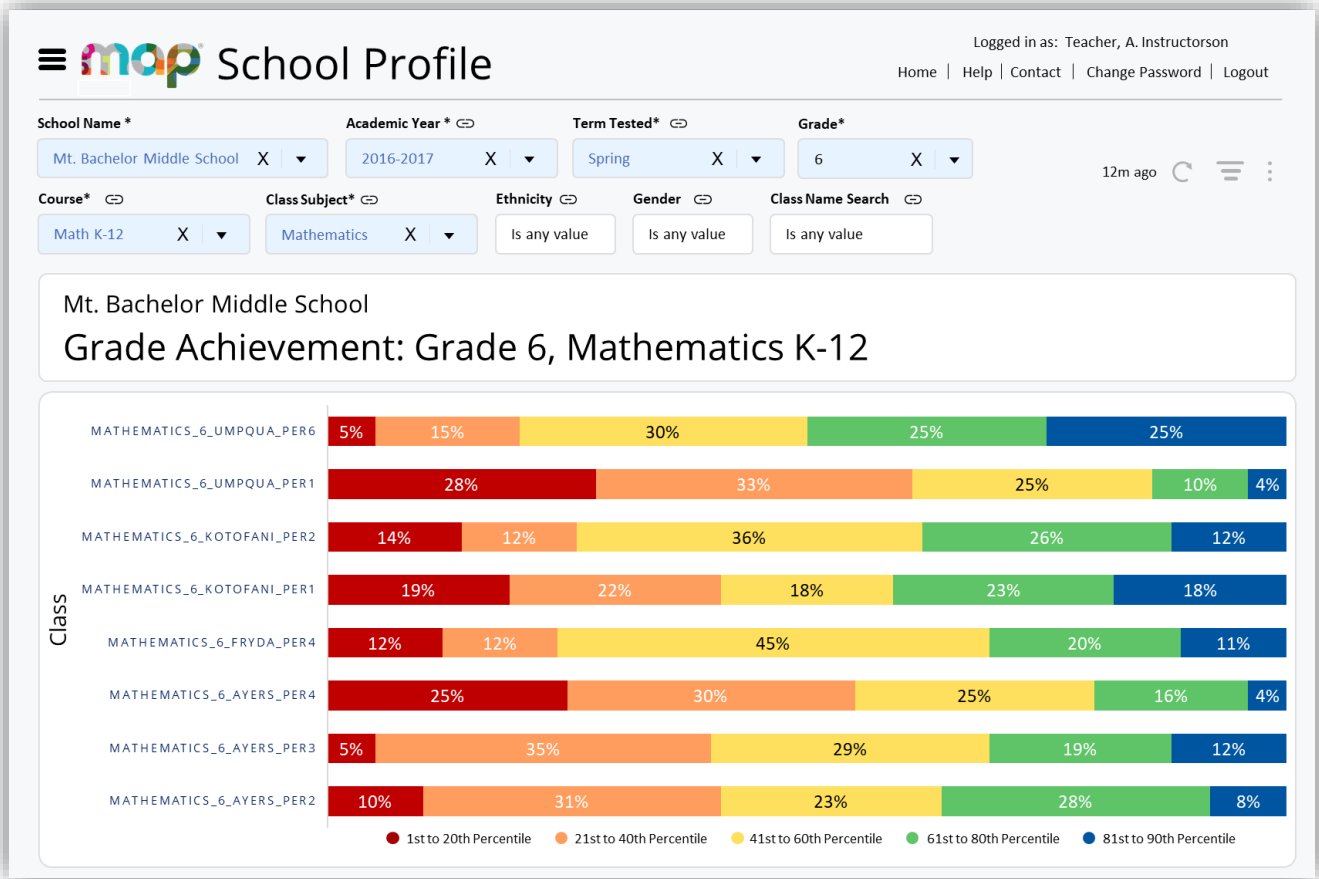 map School Profile
Logged in as: Teacher, A. Instructorson
Home | Help | Contact | Change Password | Logout
School Name * Academic Year * Term Tested* Grade*
Mt. Bachelor Middle School X 2016-2017 X Spring X 6 X
12m ago
Course* Class Subject* Ethnicity Gender Class Name Search
Math K-12 X Mathematics X Is any value Is any value Is any value
Mt. Bachelor Middle School
Grade Achievement: Grade 6, Mathematics K-12
Class
MATHEMATICS_6_UMPQUA_PER6 5% 15% 30% 25% 25%
MATHEMATICS_6_UMPQUA_PER1 28% 33% 25% 10% 4%
MATHEMATICS_6_KOTOFANI_PER2 14% 12% 36% 26% 12%
MATHEMATICS_6_KOTOFANI_PER1 19% 22% 18% 23% 18%
MATHEMATICS_6_FRYDA_PER4 12% 12% 45% 20% 11%
MATHEMATICS_6_AYERS_PER4 25% 30% 25% 16% 4%
MATHEMATICS_6_AYERS_PER3 5% 35% 29% 19% 12%
MATHEMATICS_6_AYERS_PER2 10% 31% 23% 28% 8%
1st to 20th Percentile 21st to 40th Percentile 41st to 60th Percentile 61st to 80th Percentile 81st to 90th Percentile